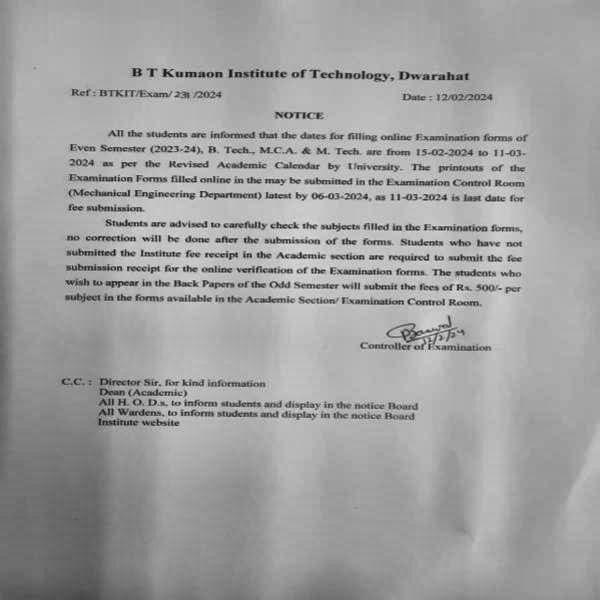 B T Kumaon Institute of Technology, Dwarahat
Ref : BTKIT/Exam/ 231 /2024 Date : 12/02/2024
NOTICE
All the students are informed that the dates for filling online Examination forms of
Even Semester (2023-24), B. Tech., M.C.A. & M. Tech. are from 15-02-2024 to 11-03-
2024 as per the Revised Academic Calendar by University. The printouts of the
Examination Forms filled online in the may be submitted in the Examination Control Room
(Mechanical Engineering Department) latest by 06-03-2024, as 11-03-2024 is last date for
fee submission.
Students are advised to carefully check the subjects filled in the Examination forms,
no correction will be done after the submission of the forms. Students who have not
submitted the Institute fee receipt in the Academic section are required to submit the fee
submission receipt for the online verification of the Examination forms. The students who
wish to appear in the Back Papers of the Odd Semester will submit the fees of Rs. 500/- per
subject in the forms available in the Academic Section/ Examination Control Room.
12/2/24
Controller of Examination
C.C. : Director Sir, for kind information
Dean (Academic)
All H. O. D.s, to inform students and display in the notice Board
All Wardens, to inform students and display in the notice Board
Institute website